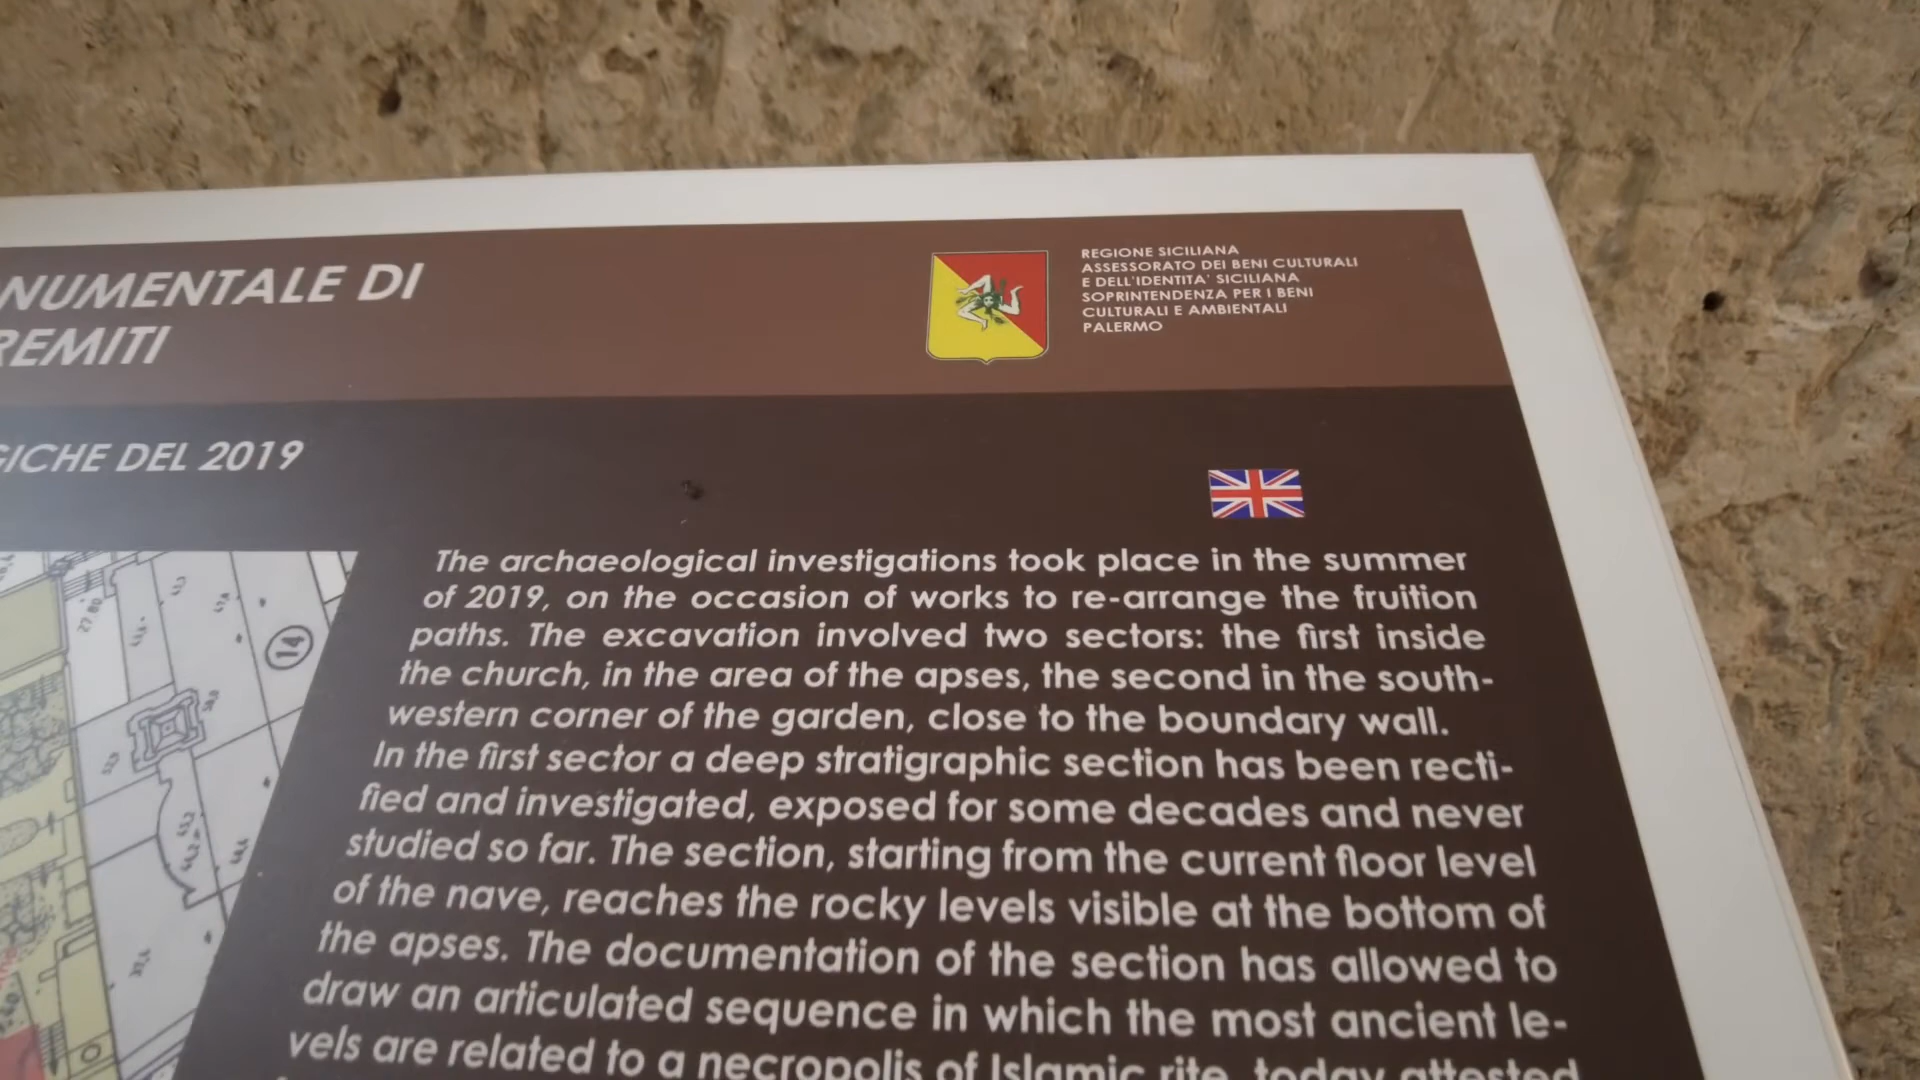 NUMENTALE DI
REMITI
REGIONE SICILIANA
ASSESSORATO DEI BENI CULTURALI
E DELL'IDENTITA' SICILIANA
SOPRINTENDENZA PER I BENI
CULTURALI E AMBIENTALI
PALERMO
GICHE DEL 2019
The archaeological investigations took place in the summer
of 2019, on the occasion of works to re-arrange the fruition
paths. The excavation involved two sectors: the first inside
the church, in the area of the apses, the second in the south-
western corner of the garden, close to the boundary wall.
In the first sector a deep stratigraphic section has been recti-
fied and investigated, exposed for some decades and never
studied so far. The section, starting from the current floor level
of the nave, reaches the rocky levels visible at the bottom of
the apses. The documentation of the section has allowed to
draw an articulated sequence in which the most ancient le-
vels are related to a necropolis of Islamic rite, today attested
27.80
14